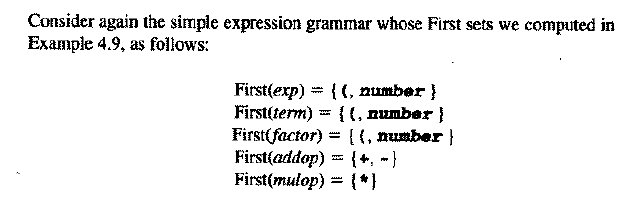 Consider again the simple expression grammar whose First sets we computed in
Example 4.9, as follows:
First(exp) = { (, number }
First(term) = { (, number }
First(factor) = { (, number }
First(addop) = {+, -}
First(mulop) = {*}